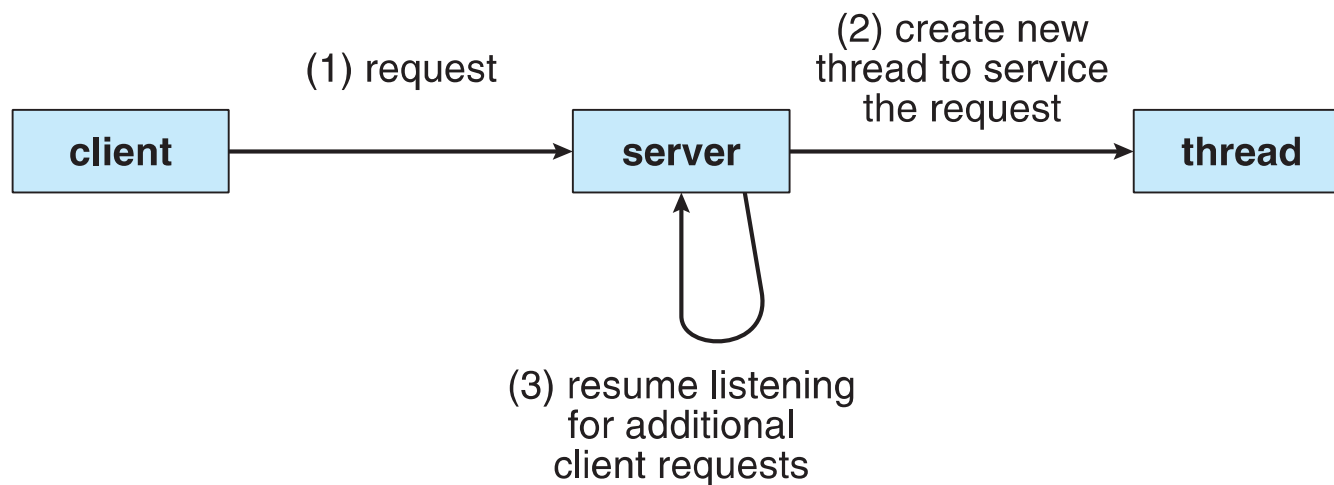 (1) request
(2) create new
thread to service
the request
client
server
thread
(3) resume listening
for additional
client requests